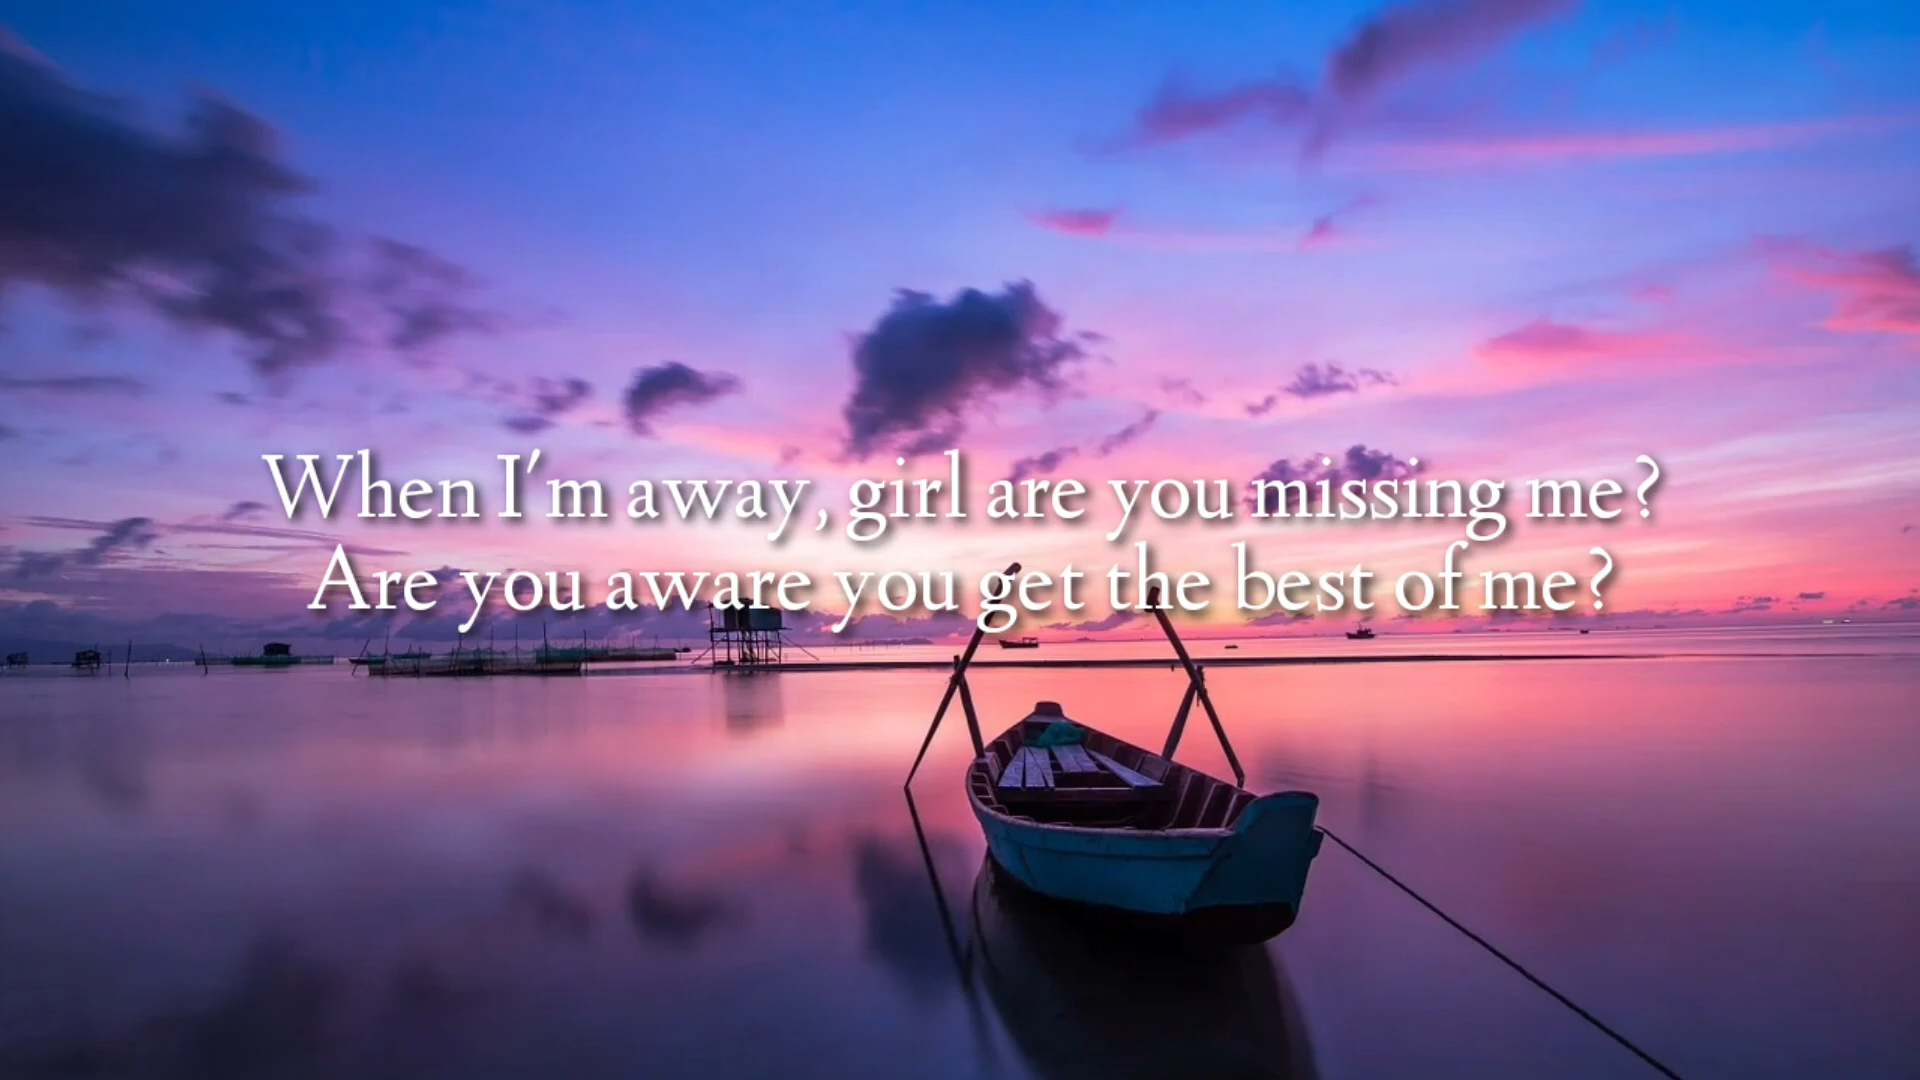 When I'm away, girl are you missing me?
Are you aware you get the best of me?